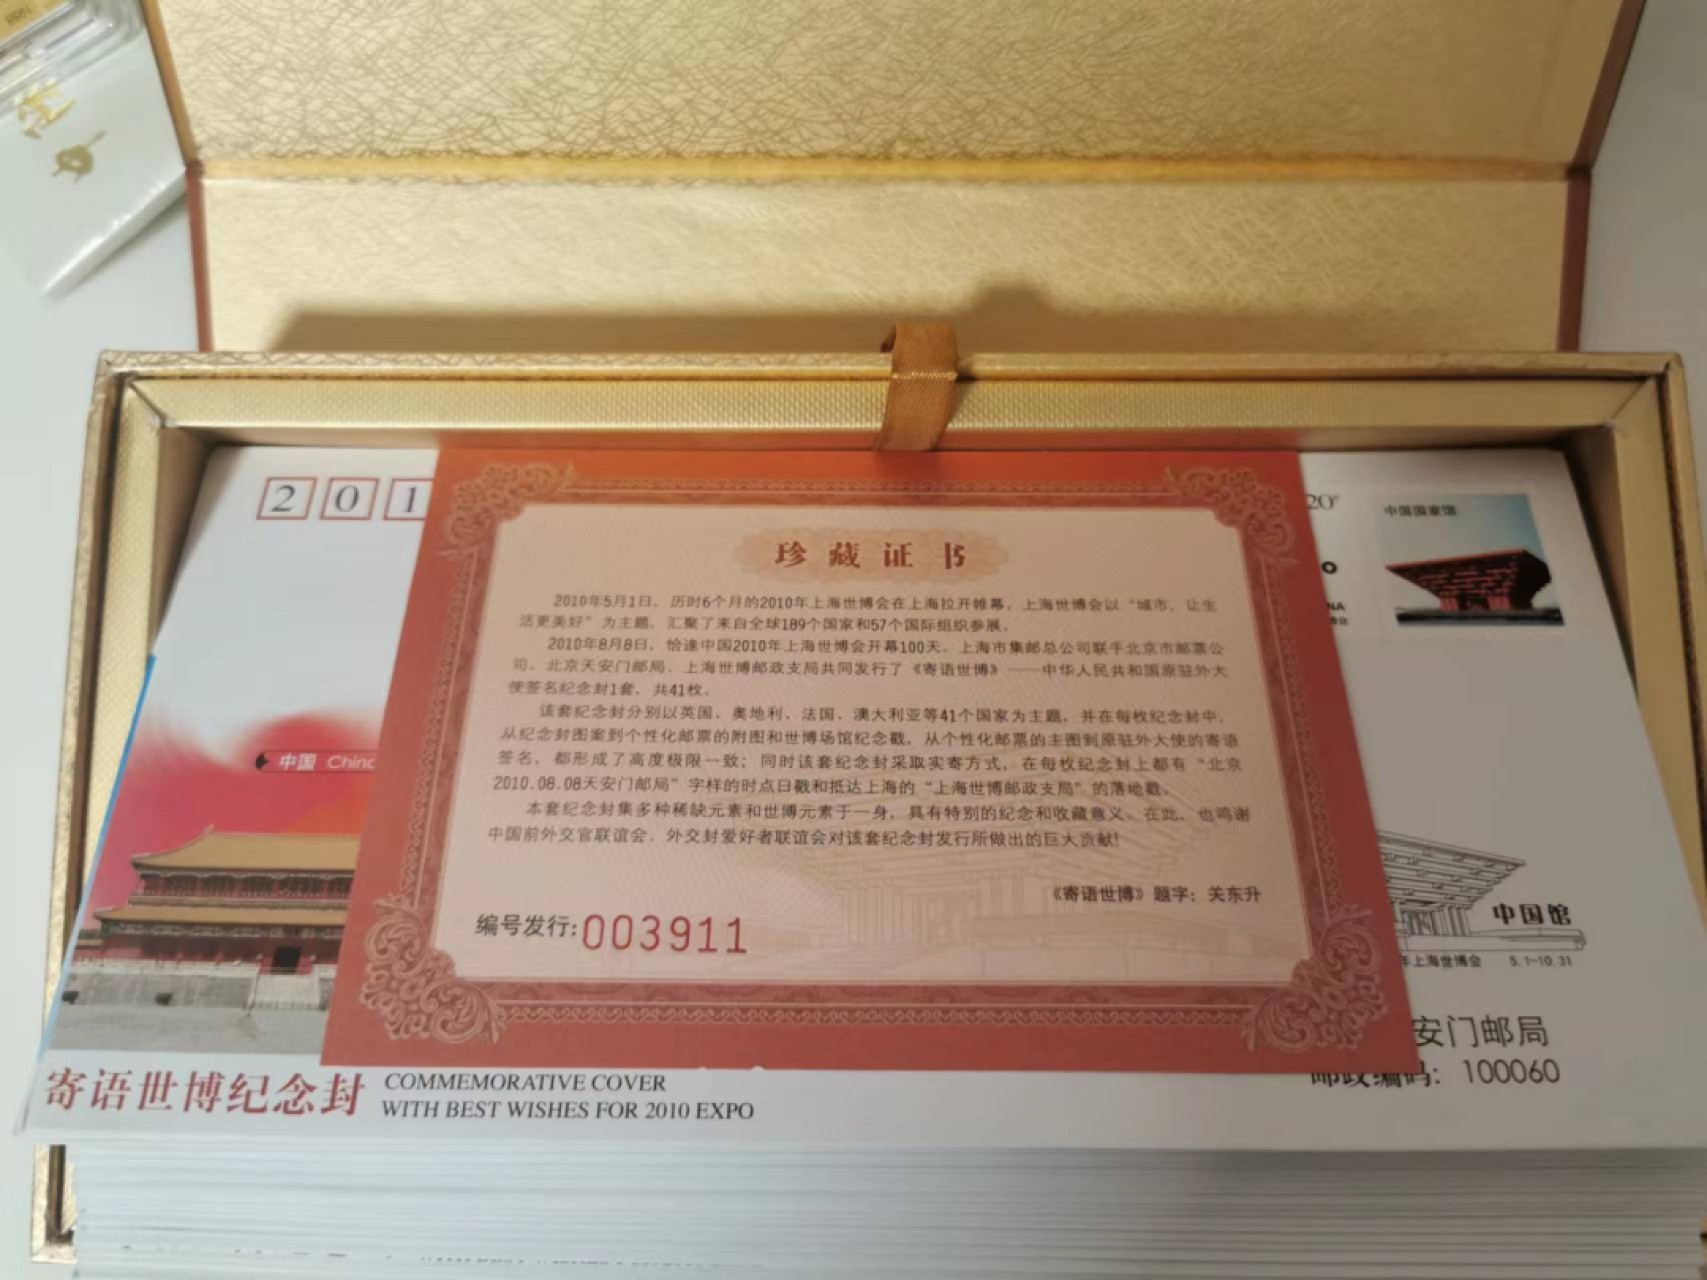 1958
2 0 1
20°
中国国家馆
O
NA
珍藏证书
2010年5月1日，历时6个月的2010年上海世博会在上海拉开帷幕。上海世博会以“城市，让生
活更美好”为主题，汇聚了来自全球189个国家和57个国际组织参展。
2010年8月8日，恰逢中国2010年上海世博会开幕100天。上海市集邮总公司联手北京市邮票公
司、北京天安门邮局、上海世博邮政支局共同发行了《寄语世博》——中华人民共和国原驻外大
使签名纪念封1套，共41枚。
该套纪念封分别以英国、奥地利、法国、澳大利亚等41个国家为主题。并在每枚纪念封中，
从纪念封图案到个性化邮票的附图和世博场馆纪念戳，从个性化邮票的主图到原驻外大使的寄语
签名，都形成了高度极限一致；同时该套纪念封采取实寄方式，在每枚纪念封上都有“北京
2010.08.08天安门邮局”字样的时点日戳和抵达上海的“上海世博邮政支局”的落地戳。
本套纪念封集多种稀缺元素和世博元素于一身，具有特别的纪念和收藏意义。在此，也鸣谢
中国前外交官联谊会、外交封爱好者联谊会对该套纪念封发行所做出的巨大贡献！
《寄语世博》题字：关东升
编号发行：003911
中国 China
中国馆
年上海世博会 5.1-10.31
安门邮局
邮政编码：100060
寄语世博纪念封
COMMEMORATIVE COVER
WITH BEST WISHES FOR 2010 EXPO